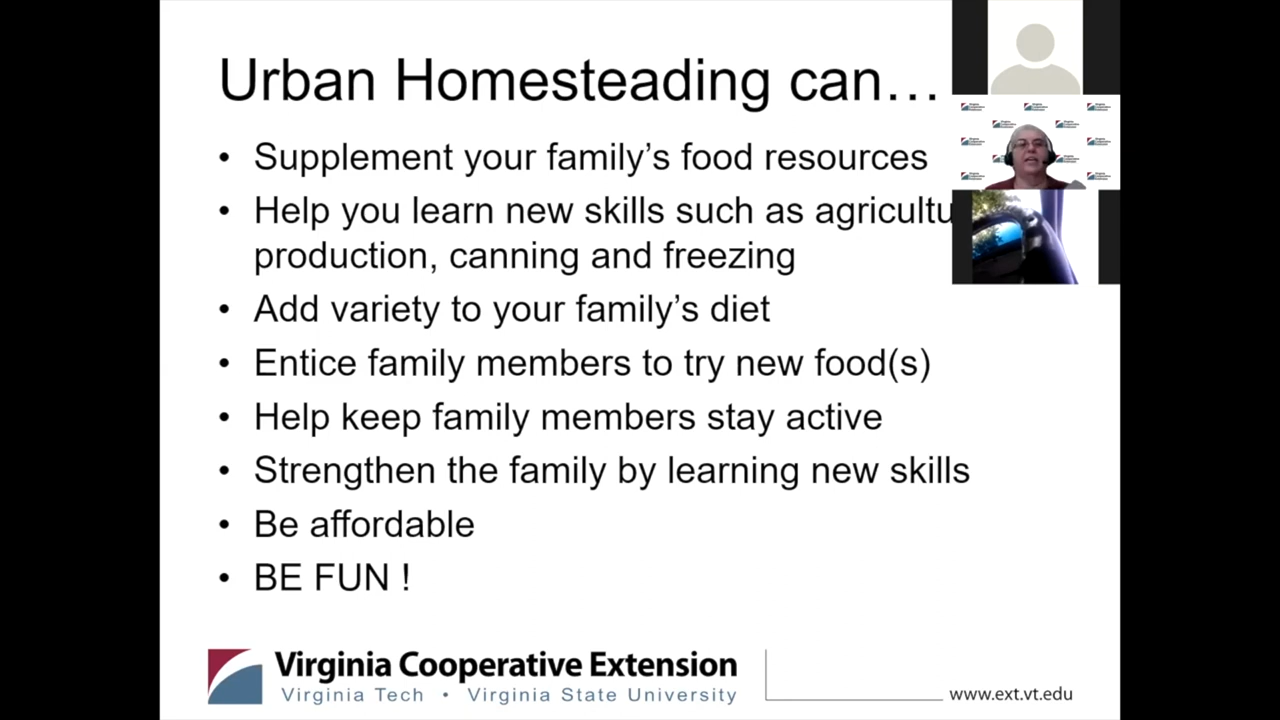 Urban Homesteading can…
• Supplement your family’s food resources
• Help you learn new skills such as
production, canning and freezing
• Add variety to your family’s diet
• Entice family members to try new food(s)
• Help keep family members stay active
• Strengthen the family by learning new skills
• Be affordable
• BE FUN !
Virginia Cooperative Extension
Virginia Tech • Virginia State University
www.ext.vt.edu